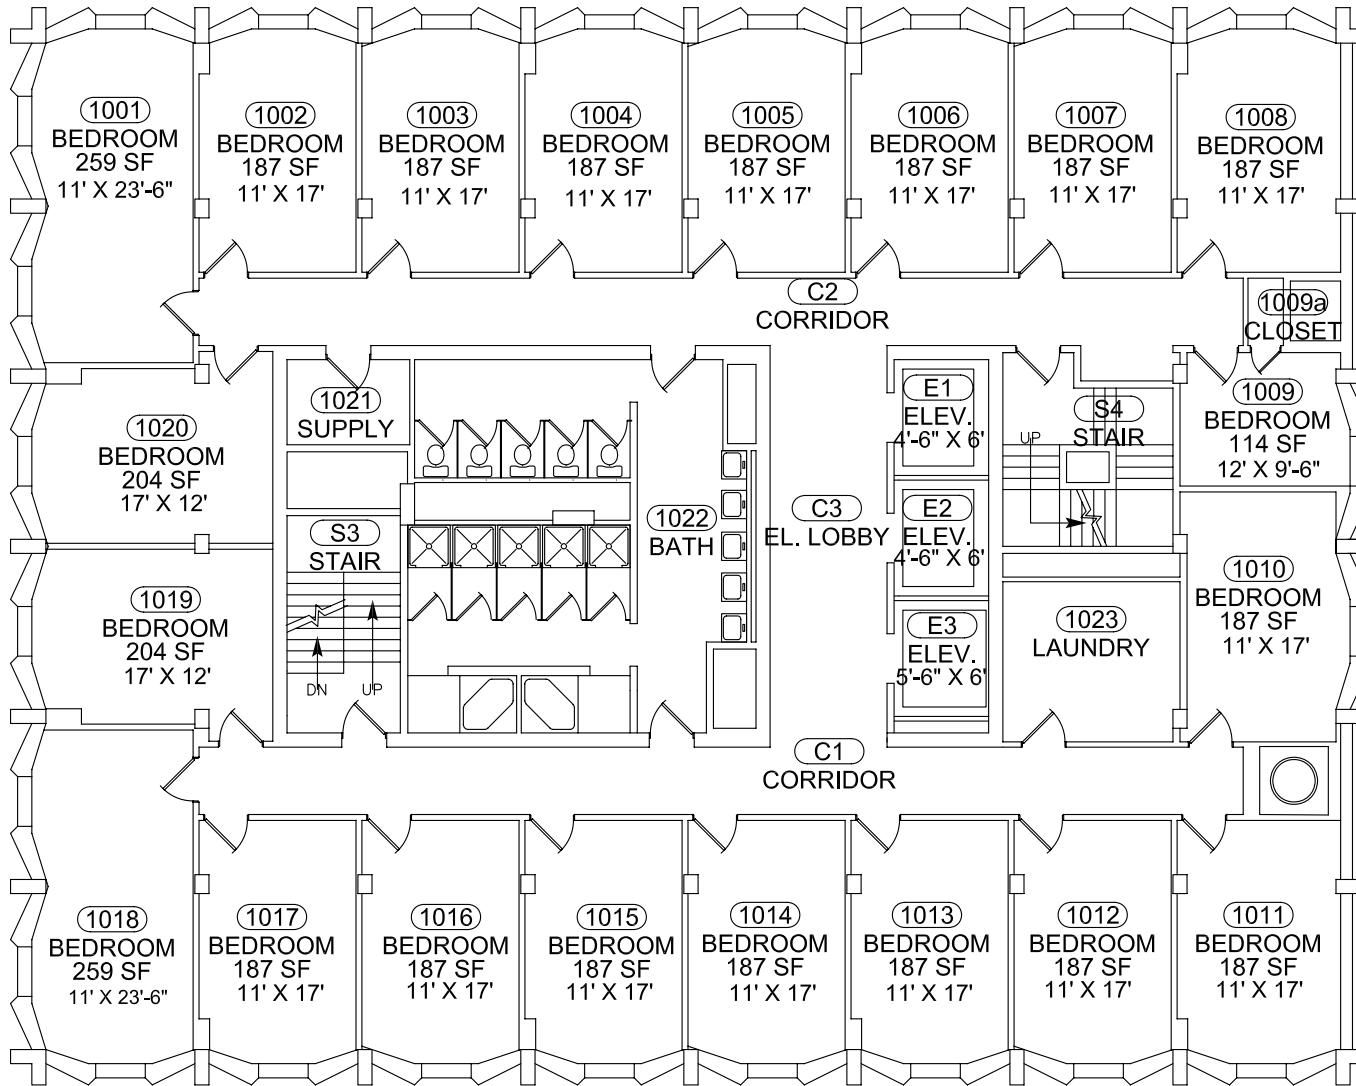 1001
BEDROOM
259 SF
11' X 23'-6"
1002
BEDROOM
187 SF
11' X 17'
1003
BEDROOM
187 SF
11' X 17'
1004
BEDROOM
187 SF
11' X 17'
1005
BEDROOM
187 SF
11' X 17'
1006
BEDROOM
187 SF
11' X 17'
1007
BEDROOM
187 SF
11' X 17'
1008
BEDROOM
187 SF
11' X 17'
C2
CORRIDOR
1009a
CLOSET
1020
BEDROOM
204 SF
17' X 12'
1021
SUPPLY
E1
ELEV.
4'-6" X 6'
S4
STAIR
UP
1009
BEDROOM
114 SF
12' X 9'-6"
S3
STAIR
DN
UP
1022
BATH
C3
EL. LOBBY
E2
ELEV.
4'-6" X 6'
1019
BEDROOM
204 SF
17' X 12'
E3
ELEV.
5'-6" X 6'
1023
LAUNDRY
1010
BEDROOM
187 SF
11' X 17'
C1
CORRIDOR
1018
BEDROOM
259 SF
11' X 23'-6"
1017
BEDROOM
187 SF
11' X 17'
1016
BEDROOM
187 SF
11' X 17'
1015
BEDROOM
187 SF
11' X 17'
1014
BEDROOM
187 SF
11' X 17'
1013
BEDROOM
187 SF
11' X 17'
1012
BEDROOM
187 SF
11' X 17'
1011
BEDROOM
187 SF
11' X 17'